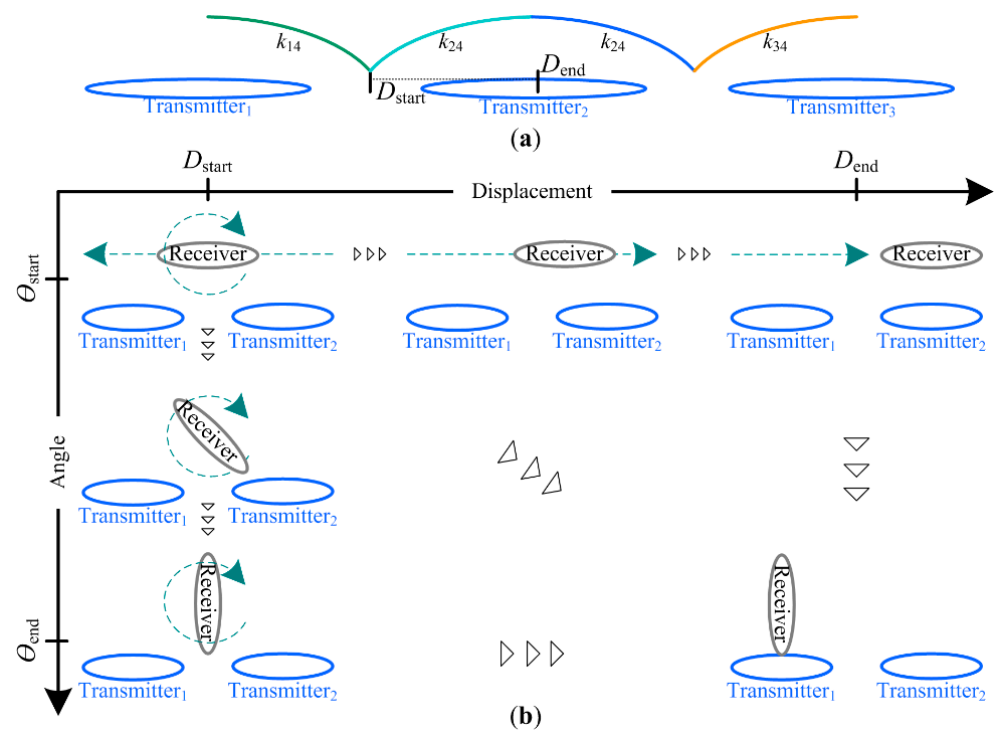 k14 k24 k24 k34
Dend
Dstart
Transmitter1 Transmitter2 Transmitter3
(a)
Dstart Dend
Displacement
Receiver Receiver Receiver
θstart
Transmitter1 Transmitter2 Transmitter1 Transmitter2 Transmitter1 Transmitter2
Receiver
Angle
Transmitter1 Transmitter2
Receiver Receiver
θend
Transmitter1 Transmitter2 Transmitter1 Transmitter2
(b)